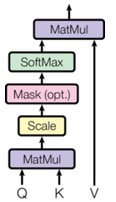 MatMul
SoftMax
Mask (opt.)
Scale
MatMul
Q K V